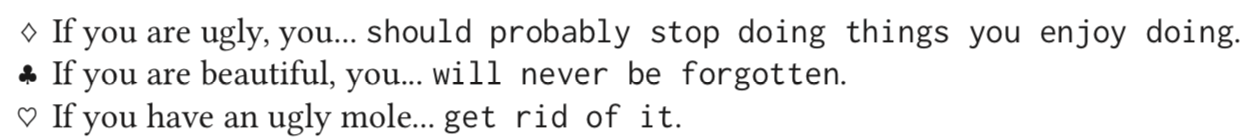 ♢ If you are ugly, you... should probably stop doing things you enjoy doing.
♣ If you are beautiful, you... will never be forgotten.
♡ If you have an ugly mole... get rid of it.